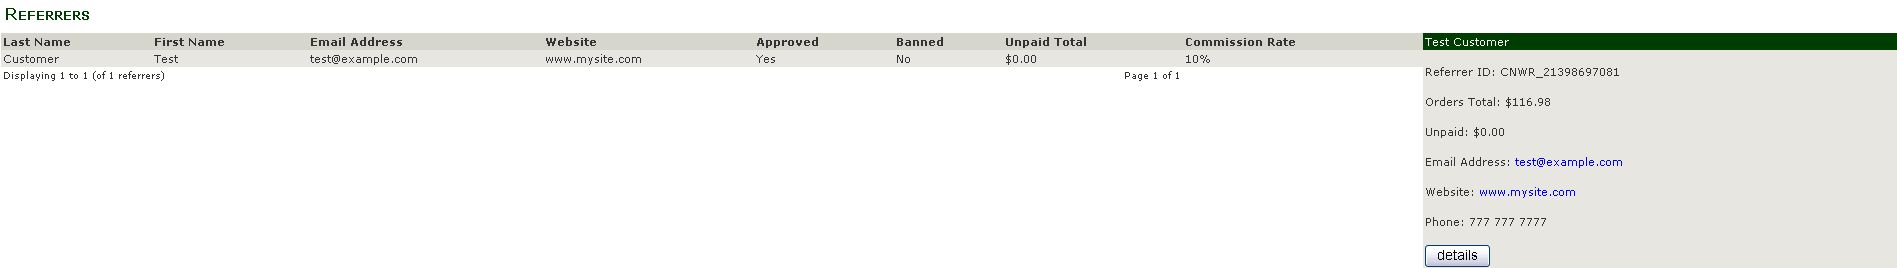 REFERRERS
Last Name First Name Email Address Website Approved Banned Unpaid Total Commission Rate
Customer Test test@example.com www.mysite.com Yes No $0.00 10%
Displaying 1 to 1 (of 1 referrers) Page 1 of 1
Test Customer
Referrer ID: CNWR_21398697081
Orders Total: $116.98
Unpaid: $0.00
Email Address: test@example.com
Website: www.mysite.com
Phone: 777 777 7777
details